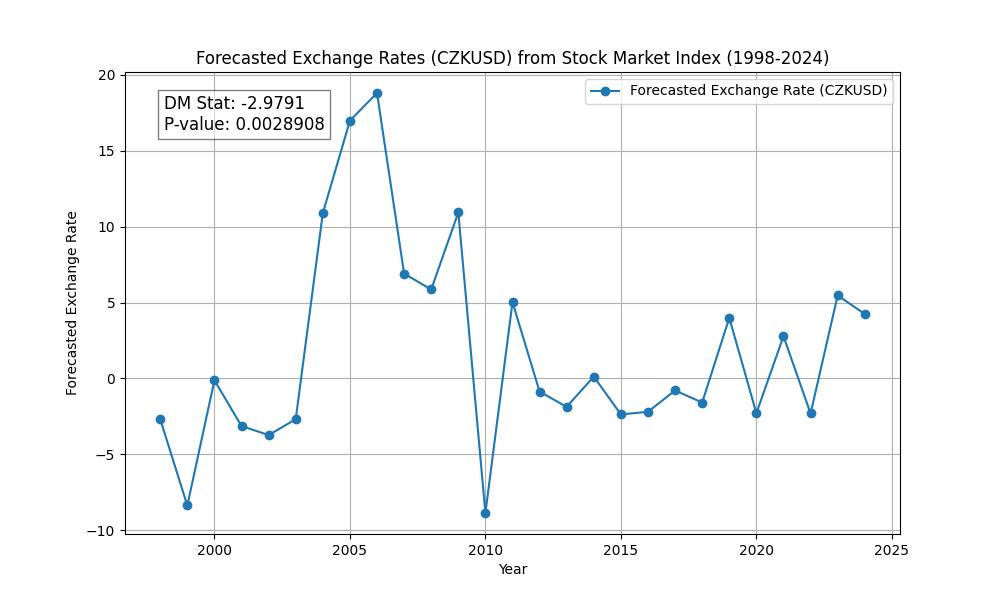 Forecasted Exchange Rates (CZKUSD) from Stock Market Index (1998-2024)
DM Stat: -2.9791
P-value: 0.0028908
Forecasted Exchange Rate (CZKUSD)
Forecasted Exchange Rate
20
15
10
5
0
−5
−10
2000
2005
2010
2015
2020
2025
Year